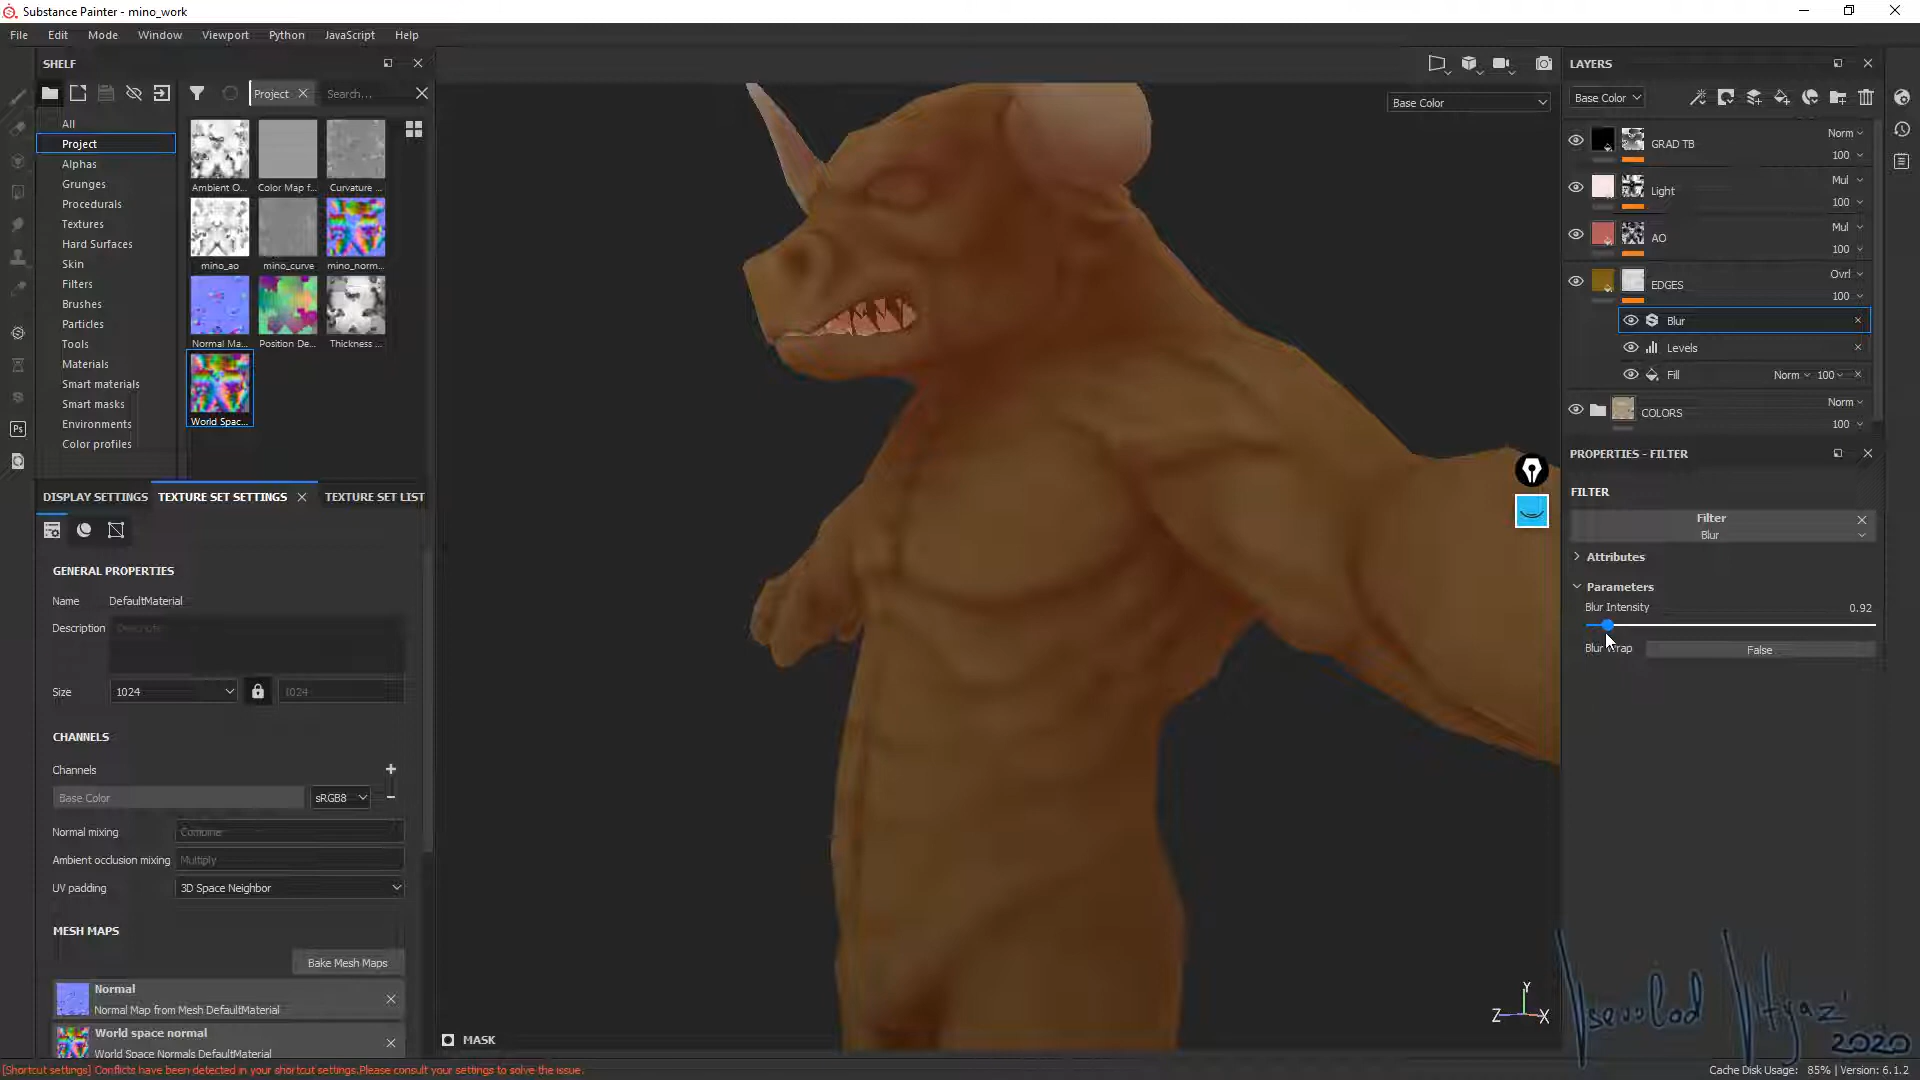 Substance Painter - mino_work
File Edit Mode Window Viewport Python JavaScript Help
SHELF
Project
Search...
All
Project
Alphas
Grunges
Procedurals
Textures
Hard Surfaces
Skin
Filters
Brushes
Particles
Tools
Materials
Smart materials
Smart masks
Environments
Color profiles
Ambient O... Color Map f... Curvature ...
mino_ao mino_curve mino_norm...
Normal Ma... Position De... Thickness ...
World Spac...
Ps
DISPLAY SETTINGS TEXTURE SET SETTINGS TEXTURE SET LIST
GENERAL PROPERTIES
Name DefaultMaterial
Description
Size 1024 1024
CHANNELS
Channels
Base Color sRGB8
Normal mixing Combine
Ambient occlusion mixing Multiply
UV padding 3D Space Neighbor
MESH MAPS
Bake Mesh Maps
Normal
Normal Map from Mesh DefaultMaterial
World space normal
World Space Normals DefaultMaterial
Base Color
MASK
Y
Z X
LAYERS
Base Color
GRAD TB Norm 100
Light Mul 100
AO Mul 100
EDGES Ovrl 100
Blur
Levels
Fill Norm 100
COLORS Norm 100
PROPERTIES - FILTER
FILTER
Filter
Blur
Attributes
Parameters
Blur Intensity 0.92
False
2020
[Shortcut settings] Conflicts have been detected in your shortcut settings.Please consult your settings to solve the issue.
Cache Disk Usage: 85% | Version: 6.1.2